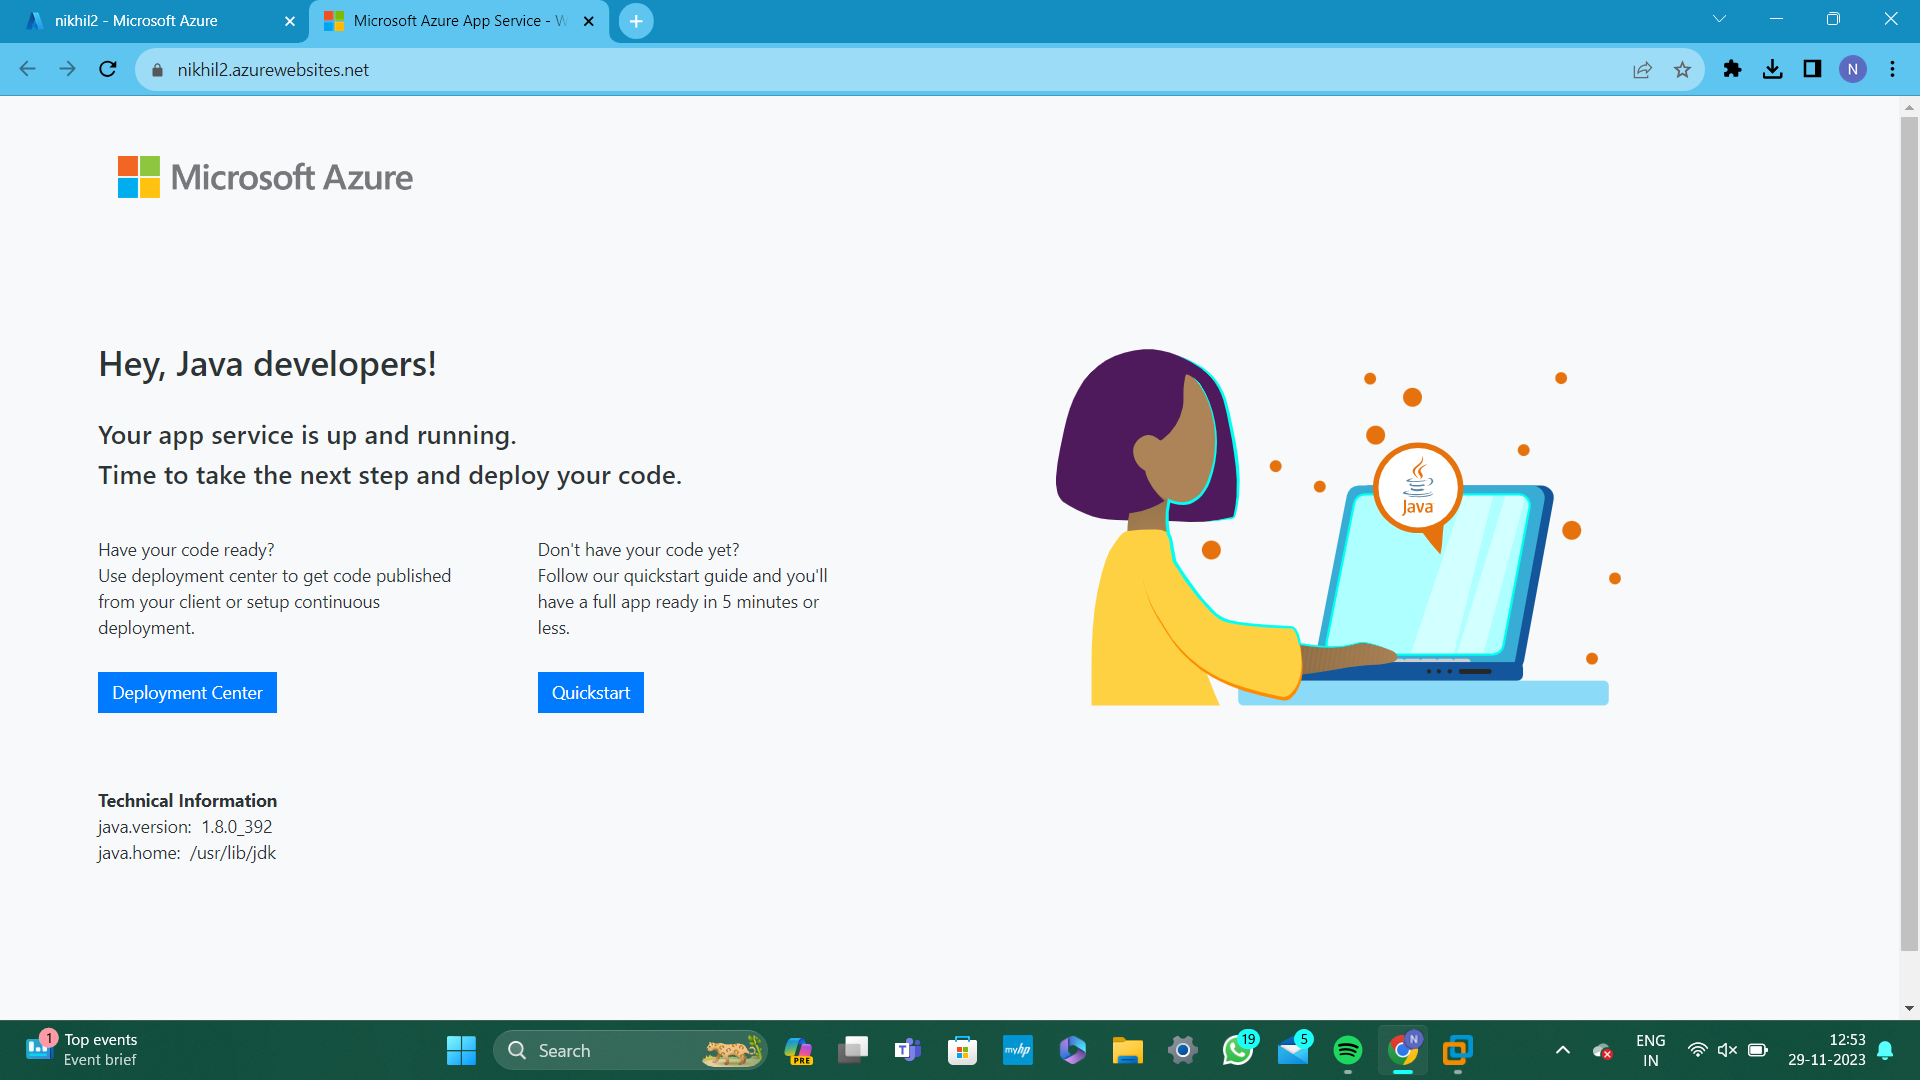 nikhil2 - Microsoft Azure
Microsoft Azure App Service - W
nikhil2.azurewebsites.net
N
Microsoft Azure
Hey, Java developers!
Your app service is up and running.
Time to take the next step and deploy your code.
Have your code ready?
Use deployment center to get code published
from your client or setup continuous
deployment.
Deployment Center
Don't have your code yet?
Follow our quickstart guide and you'll
have a full app ready in 5 minutes or
less.
Quickstart
Java
Technical Information
java.version: 1.8.0_392
java.home: /usr/lib/jdk
1
Top events
Event brief
Search
PRE
T
myhp
19
5
N
ENG
IN
12:53
29-11-2023